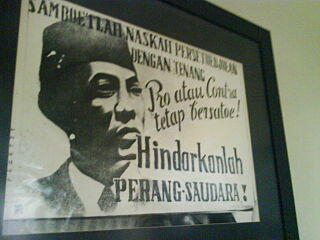 SAMBOETLAH NASKAH PERSETOEDJOEAN
DENGAN TENANG
Pro atau Contra
tetap bersatoe!
Hindarkanlah
PERANG-SAUDARA!